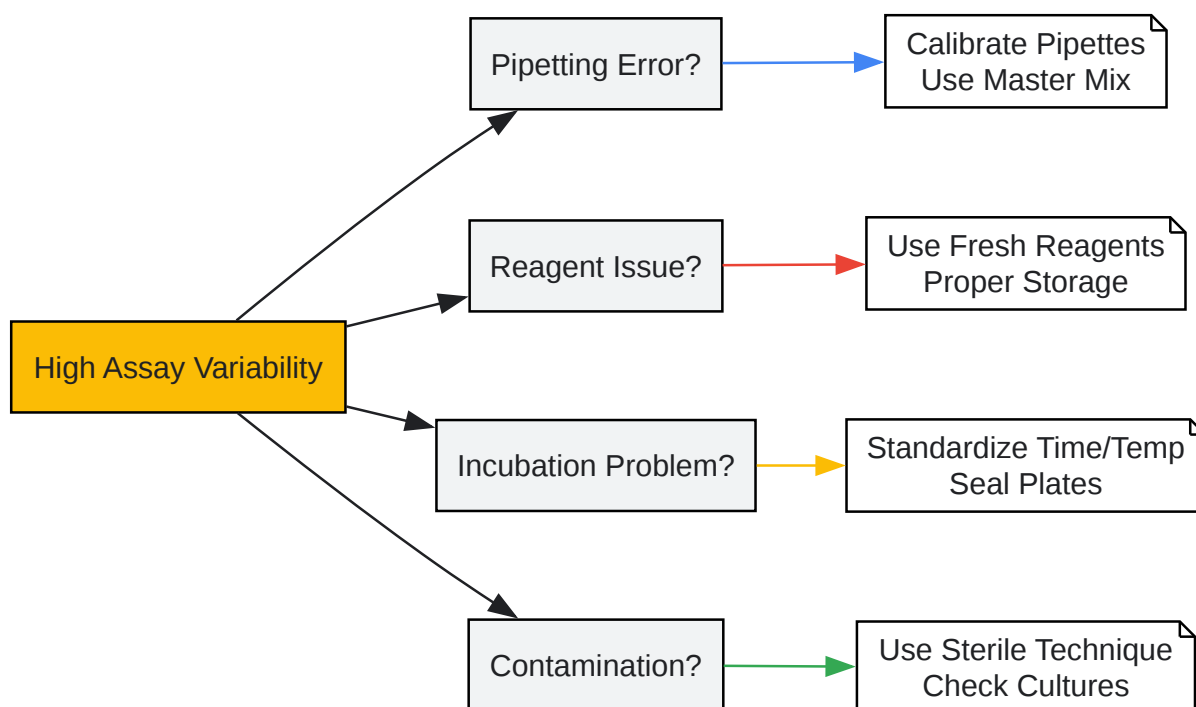 Pipetting Error?
Calibrate Pipettes
Use Master Mix
Reagent Issue?
Use Fresh Reagents
Proper Storage
High Assay Variability
Incubation Problem?
Standardize Time/Temp
Seal Plates
Contamination?
Use Sterile Technique
Check Cultures